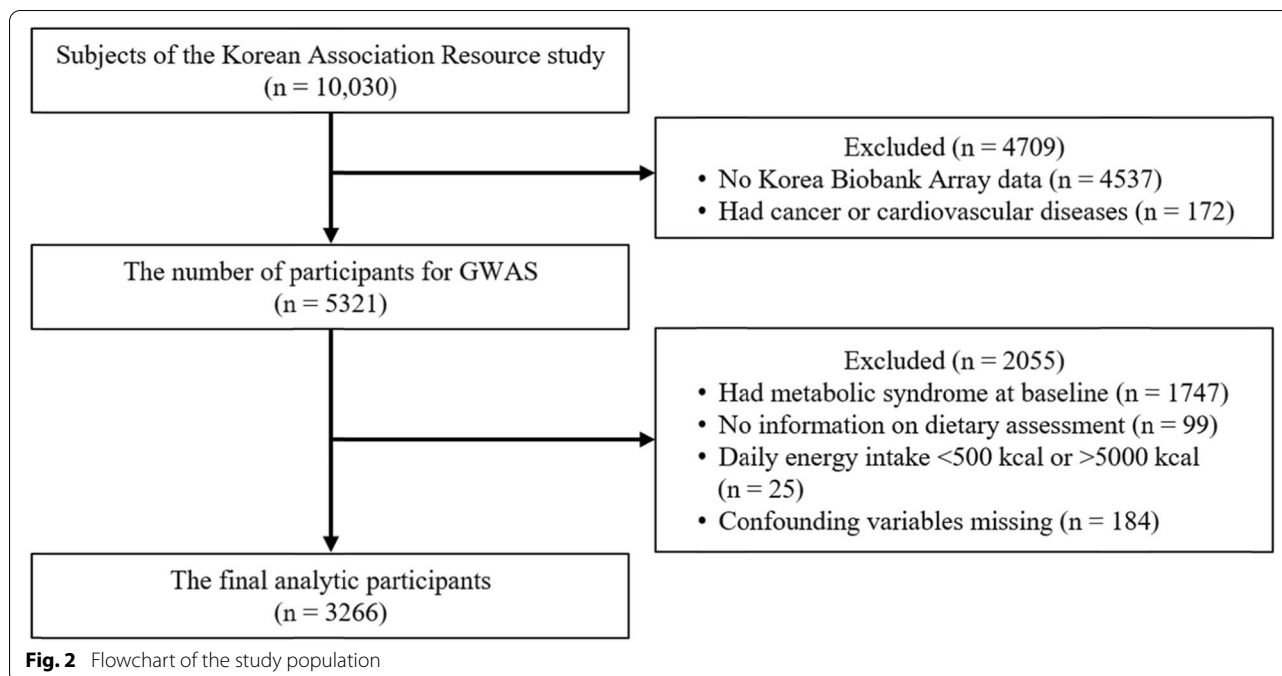 Subjects of the Korean Association Resource study
(n = 10,030)
Excluded (n = 4709)
• No Korea Biobank Array data (n = 4537)
• Had cancer or cardiovascular diseases (n = 172)
The number of participants for GWAS
(n = 5321)
Excluded (n = 2055)
• Had metabolic syndrome at baseline (n = 1747)
• No information on dietary assessment (n = 99)
• Daily energy intake <500 kcal or >5000 kcal
(n = 25)
• Confounding variables missing (n = 184)
The final analytic participants
(n = 3266)
Fig. 2 Flowchart of the study population